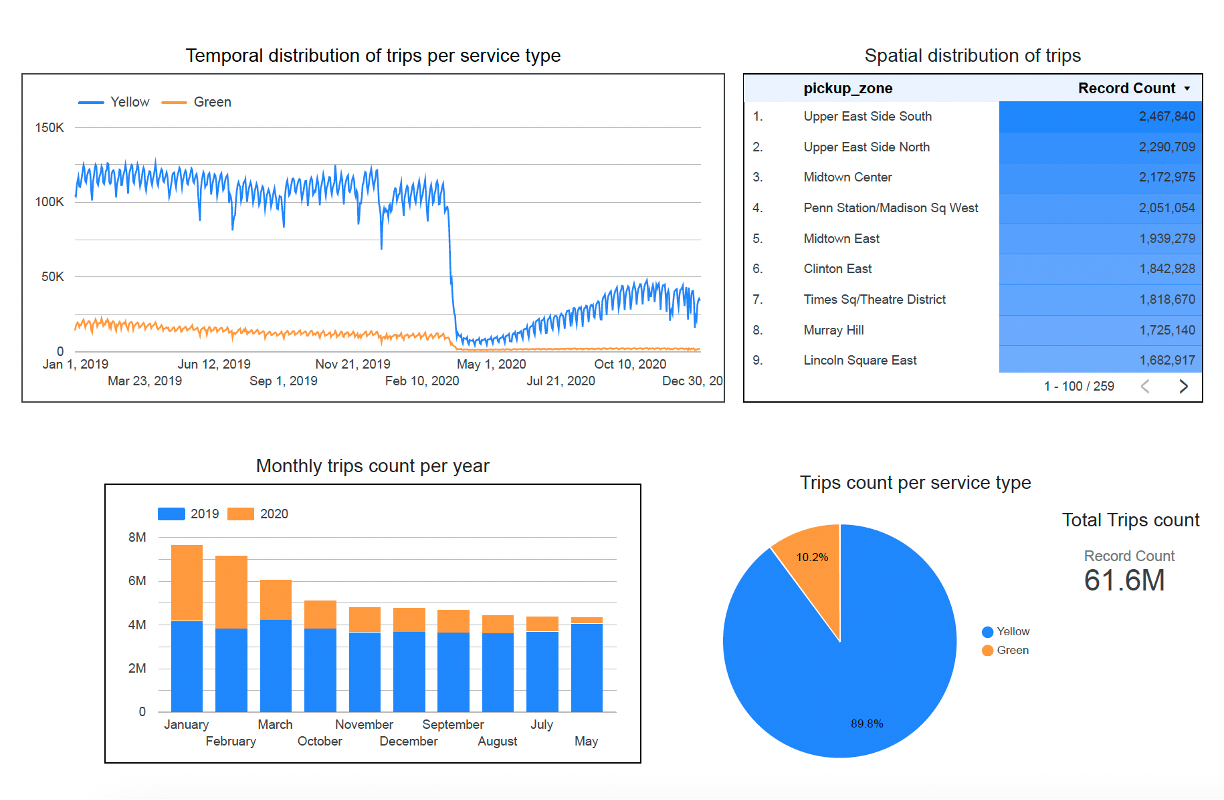 Temporal distribution of trips per service type
Yellow Green
150K
100K
50K
0
Jan 1, 2019 Jun 12, 2019 Nov 21, 2019 May 1, 2020 Oct 10, 2020
Mar 23, 2019 Sep 1, 2019 Feb 10, 2020 Jul 21, 2020 Dec 30, 20
Spatial distribution of trips
pickup_zone Record Count
1. Upper East Side South 2,467,840
2. Upper East Side North 2,290,709
3. Midtown Center 2,172,975
4. Penn Station/Madison Sq West 2,051,054
5. Midtown East 1,939,279
6. Clinton East 1,842,928
7. Times Sq/Theatre District 1,818,670
8. Murray Hill 1,725,140
9. Lincoln Square East 1,682,917
1 - 100 / 259
Monthly trips count per year
2019 2020
8M
6M
4M
2M
0
January March November September July
February October December August May
Trips count per service type
10.2%
89.8%
Yellow
Green
Total Trips count
Record Count
61.6M